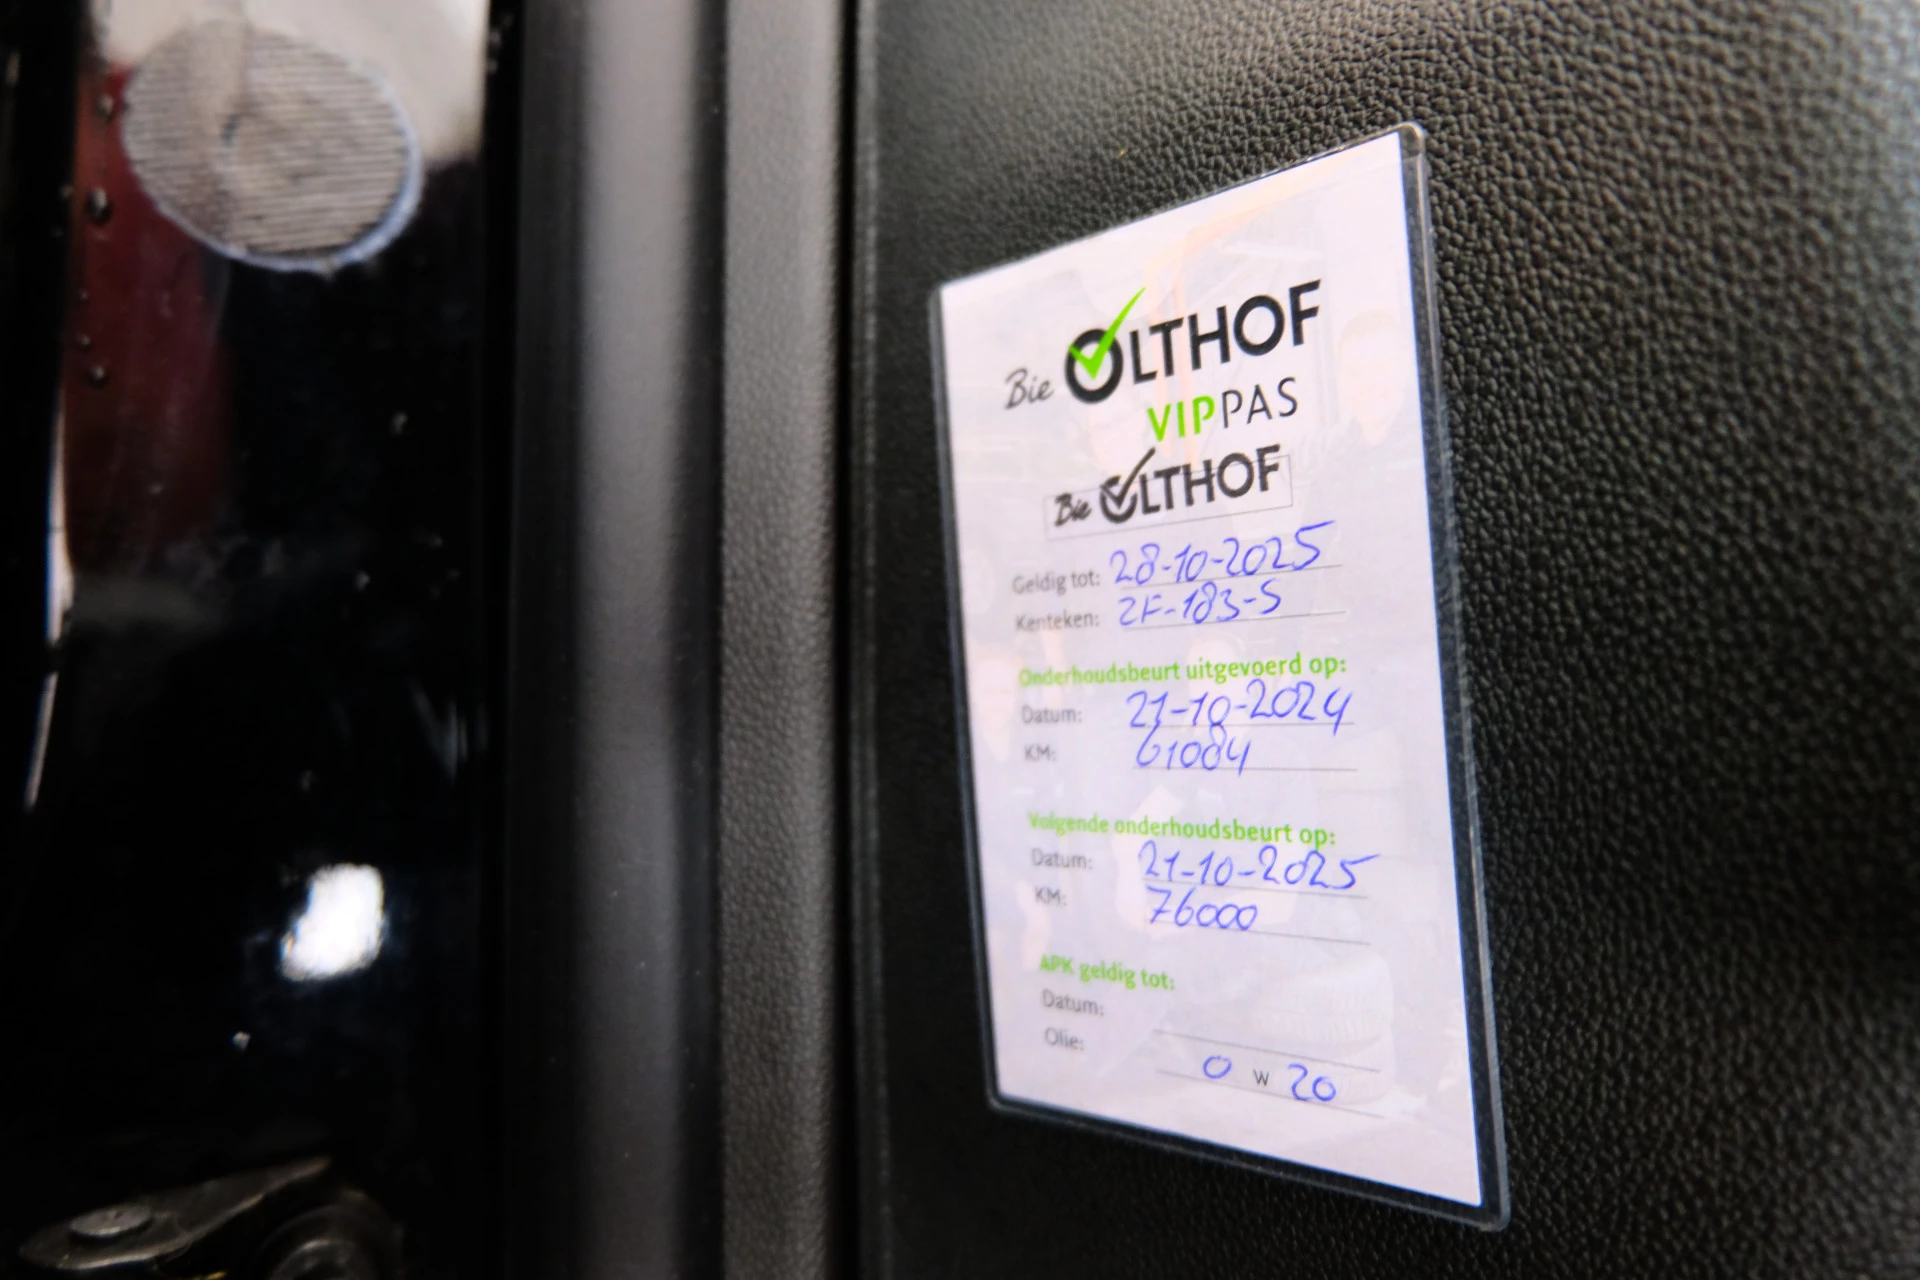 Bie OLTHOF
VIPPAS
Bie OLTHOF
Geldig tot: 28-10-2025
Kenteken: ZF-183-S
Onderhoudsbeurt uitgevoerd op:
Datum: 21-10-2024
KM: 61084
Volgende onderhoudsbeurt op:
Datum: 21-10-2025
KM: 76000
APK geldig tot:
Datum:
Olie: 0 W 20